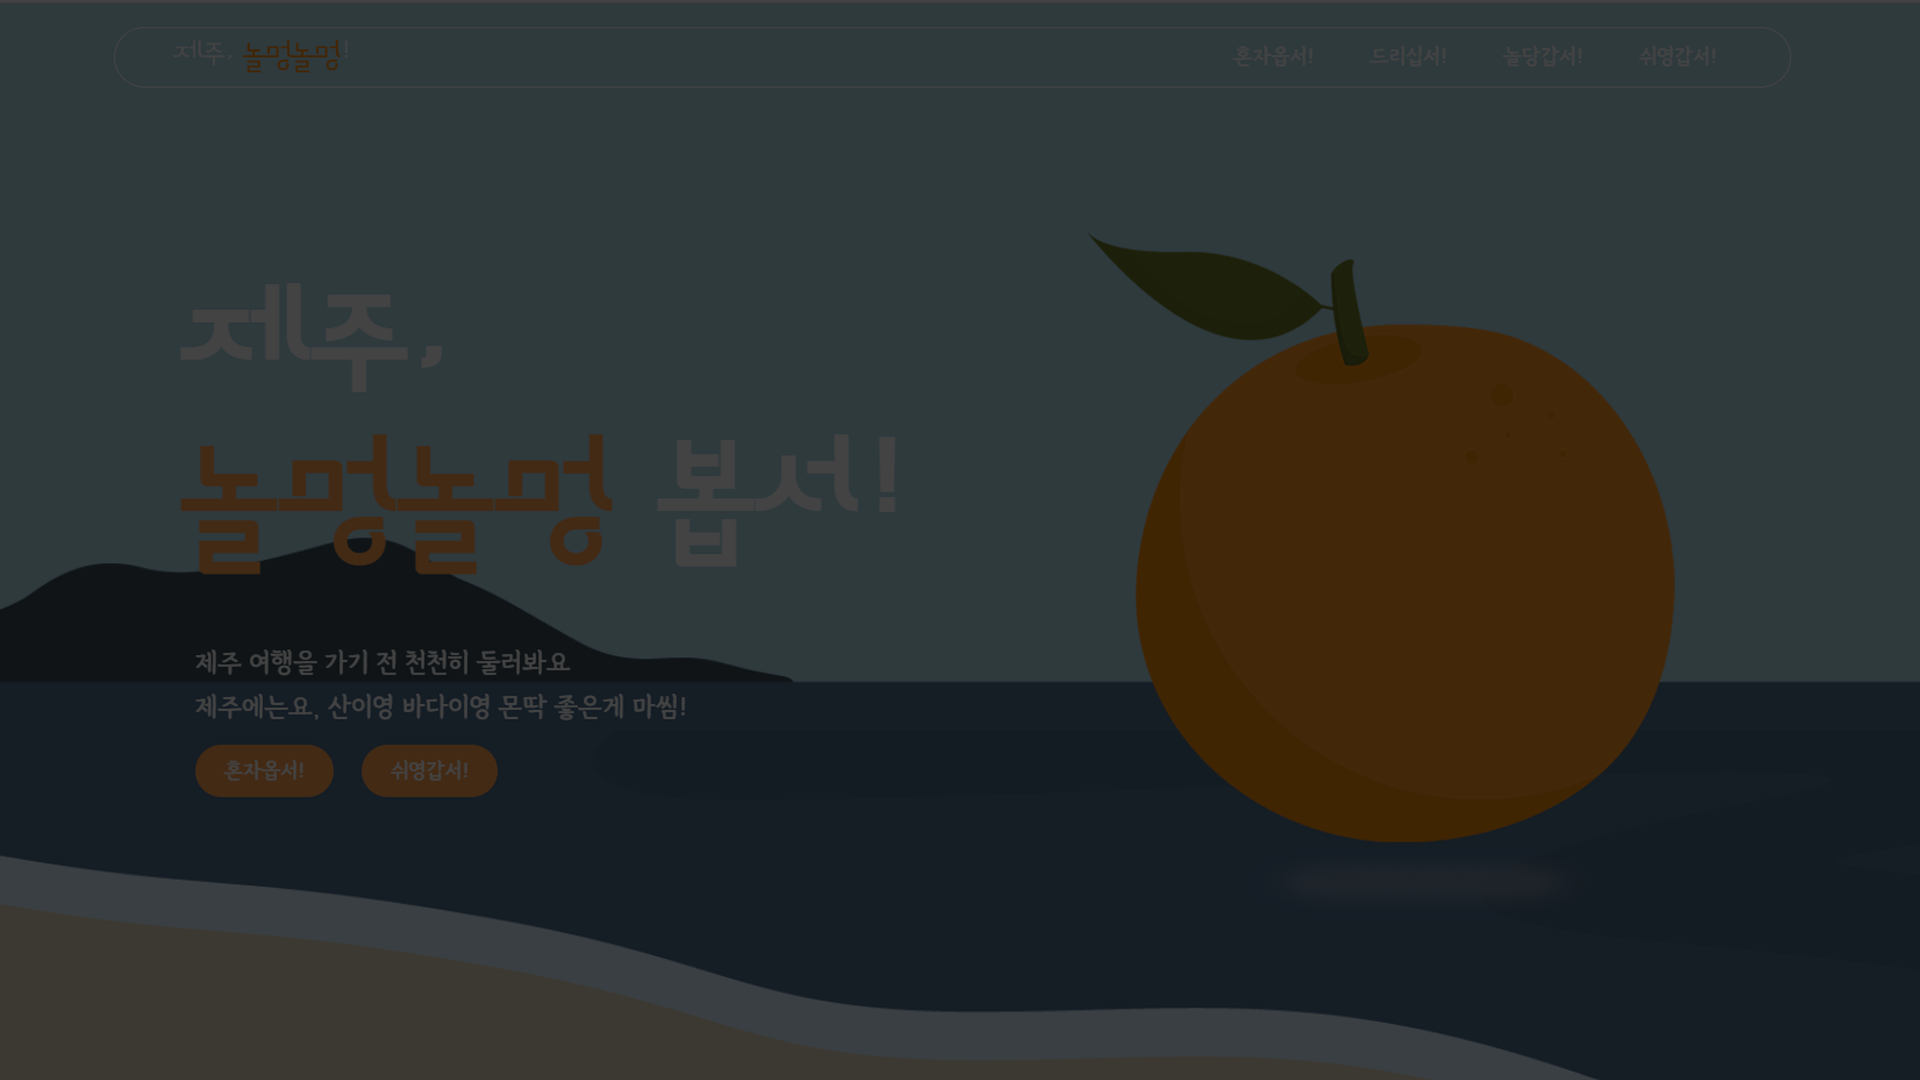 제주, 놀멍놀멍!
혼자옵서! 드리십서! 놀당갑서! 쉬영갑서!
제주,
놀멍놀멍 봅서!
제주 여행을 가기 전 천천히 둘러봐요
제주에는요, 산이영 바다이영 몬딱 좋은게 마씸!
혼자옵서! 쉬영갑서!